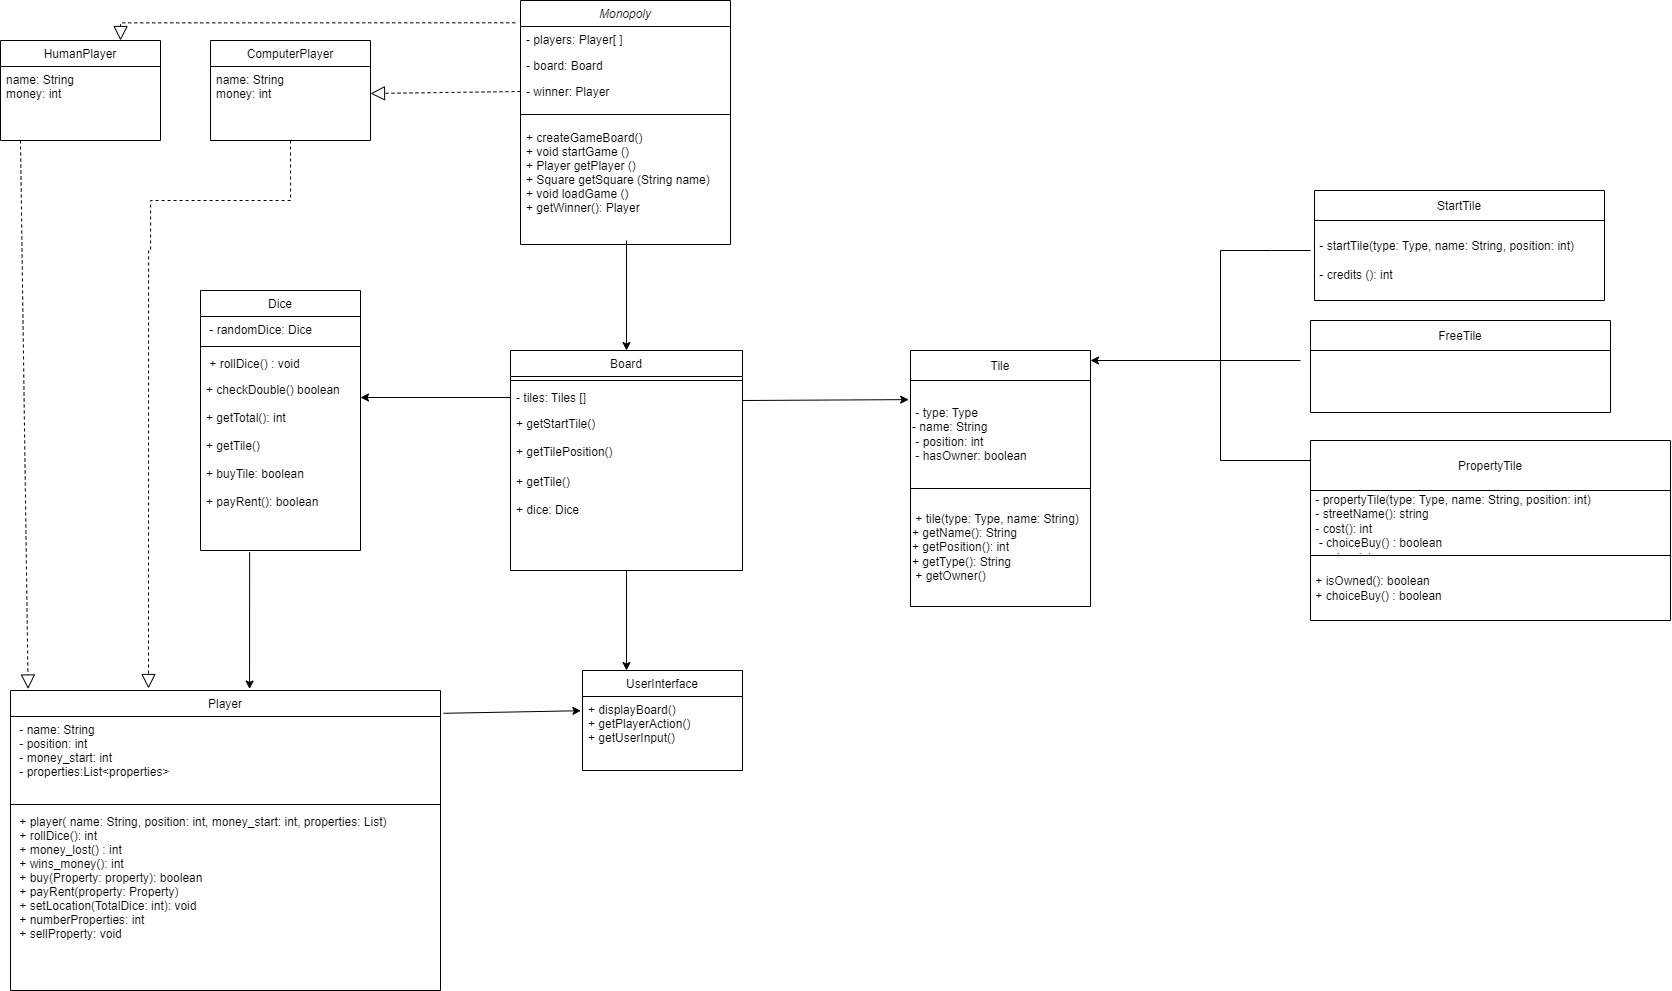 Monopoly
- players: Player[ ]
- board: Board
- winner: Player
+ createGameBoard()
+ void startGame ()
+ Player getPlayer ()
+ Square getSquare (String name)
+ void loadGame ()
+ getWinner(): Player
HumanPlayer
name: String
money: int
ComputerPlayer
name: String
money: int
StartTile
- startTile(type: Type, name: String, position: int)
- credits (): int
Dice
- randomDice: Dice
+ rollDice() : void
+ checkDouble() boolean
+ getTotal(): int
+ getTile()
+ buyTile: boolean
+ payRent(): boolean
Board
- tiles: Tiles []
+ getStartTile()
+ getTilePosition()
+ getTile()
+ dice: Dice
Tile
- type: Type
- name: String
- position: int
- hasOwner: boolean
+ tile(type: Type, name: String)
+ getName(): String
+ getPosition(): int
+ getType(): String
+ getOwner()
FreeTile
PropertyTile
- propertyTile(type: Type, name: String, position: int)
- streetName(): string
- cost(): int
- choiceBuy() : boolean
+ isOwned(): boolean
+ choiceBuy() : boolean
Player
- name: String
- position: int
- money_start: int
- properties:List<properties>
+ player( name: String, position: int, money_start: int, properties: List)
+ rollDice(): int
+ money_lost() : int
+ wins_money(): int
+ buy(Property: property): boolean
+ payRent(property: Property)
+ setLocation(TotalDice: int): void
+ numberProperties: int
+ sellProperty: void
UserInterface
+ displayBoard()
+ getPlayerAction()
+ getUserInput()